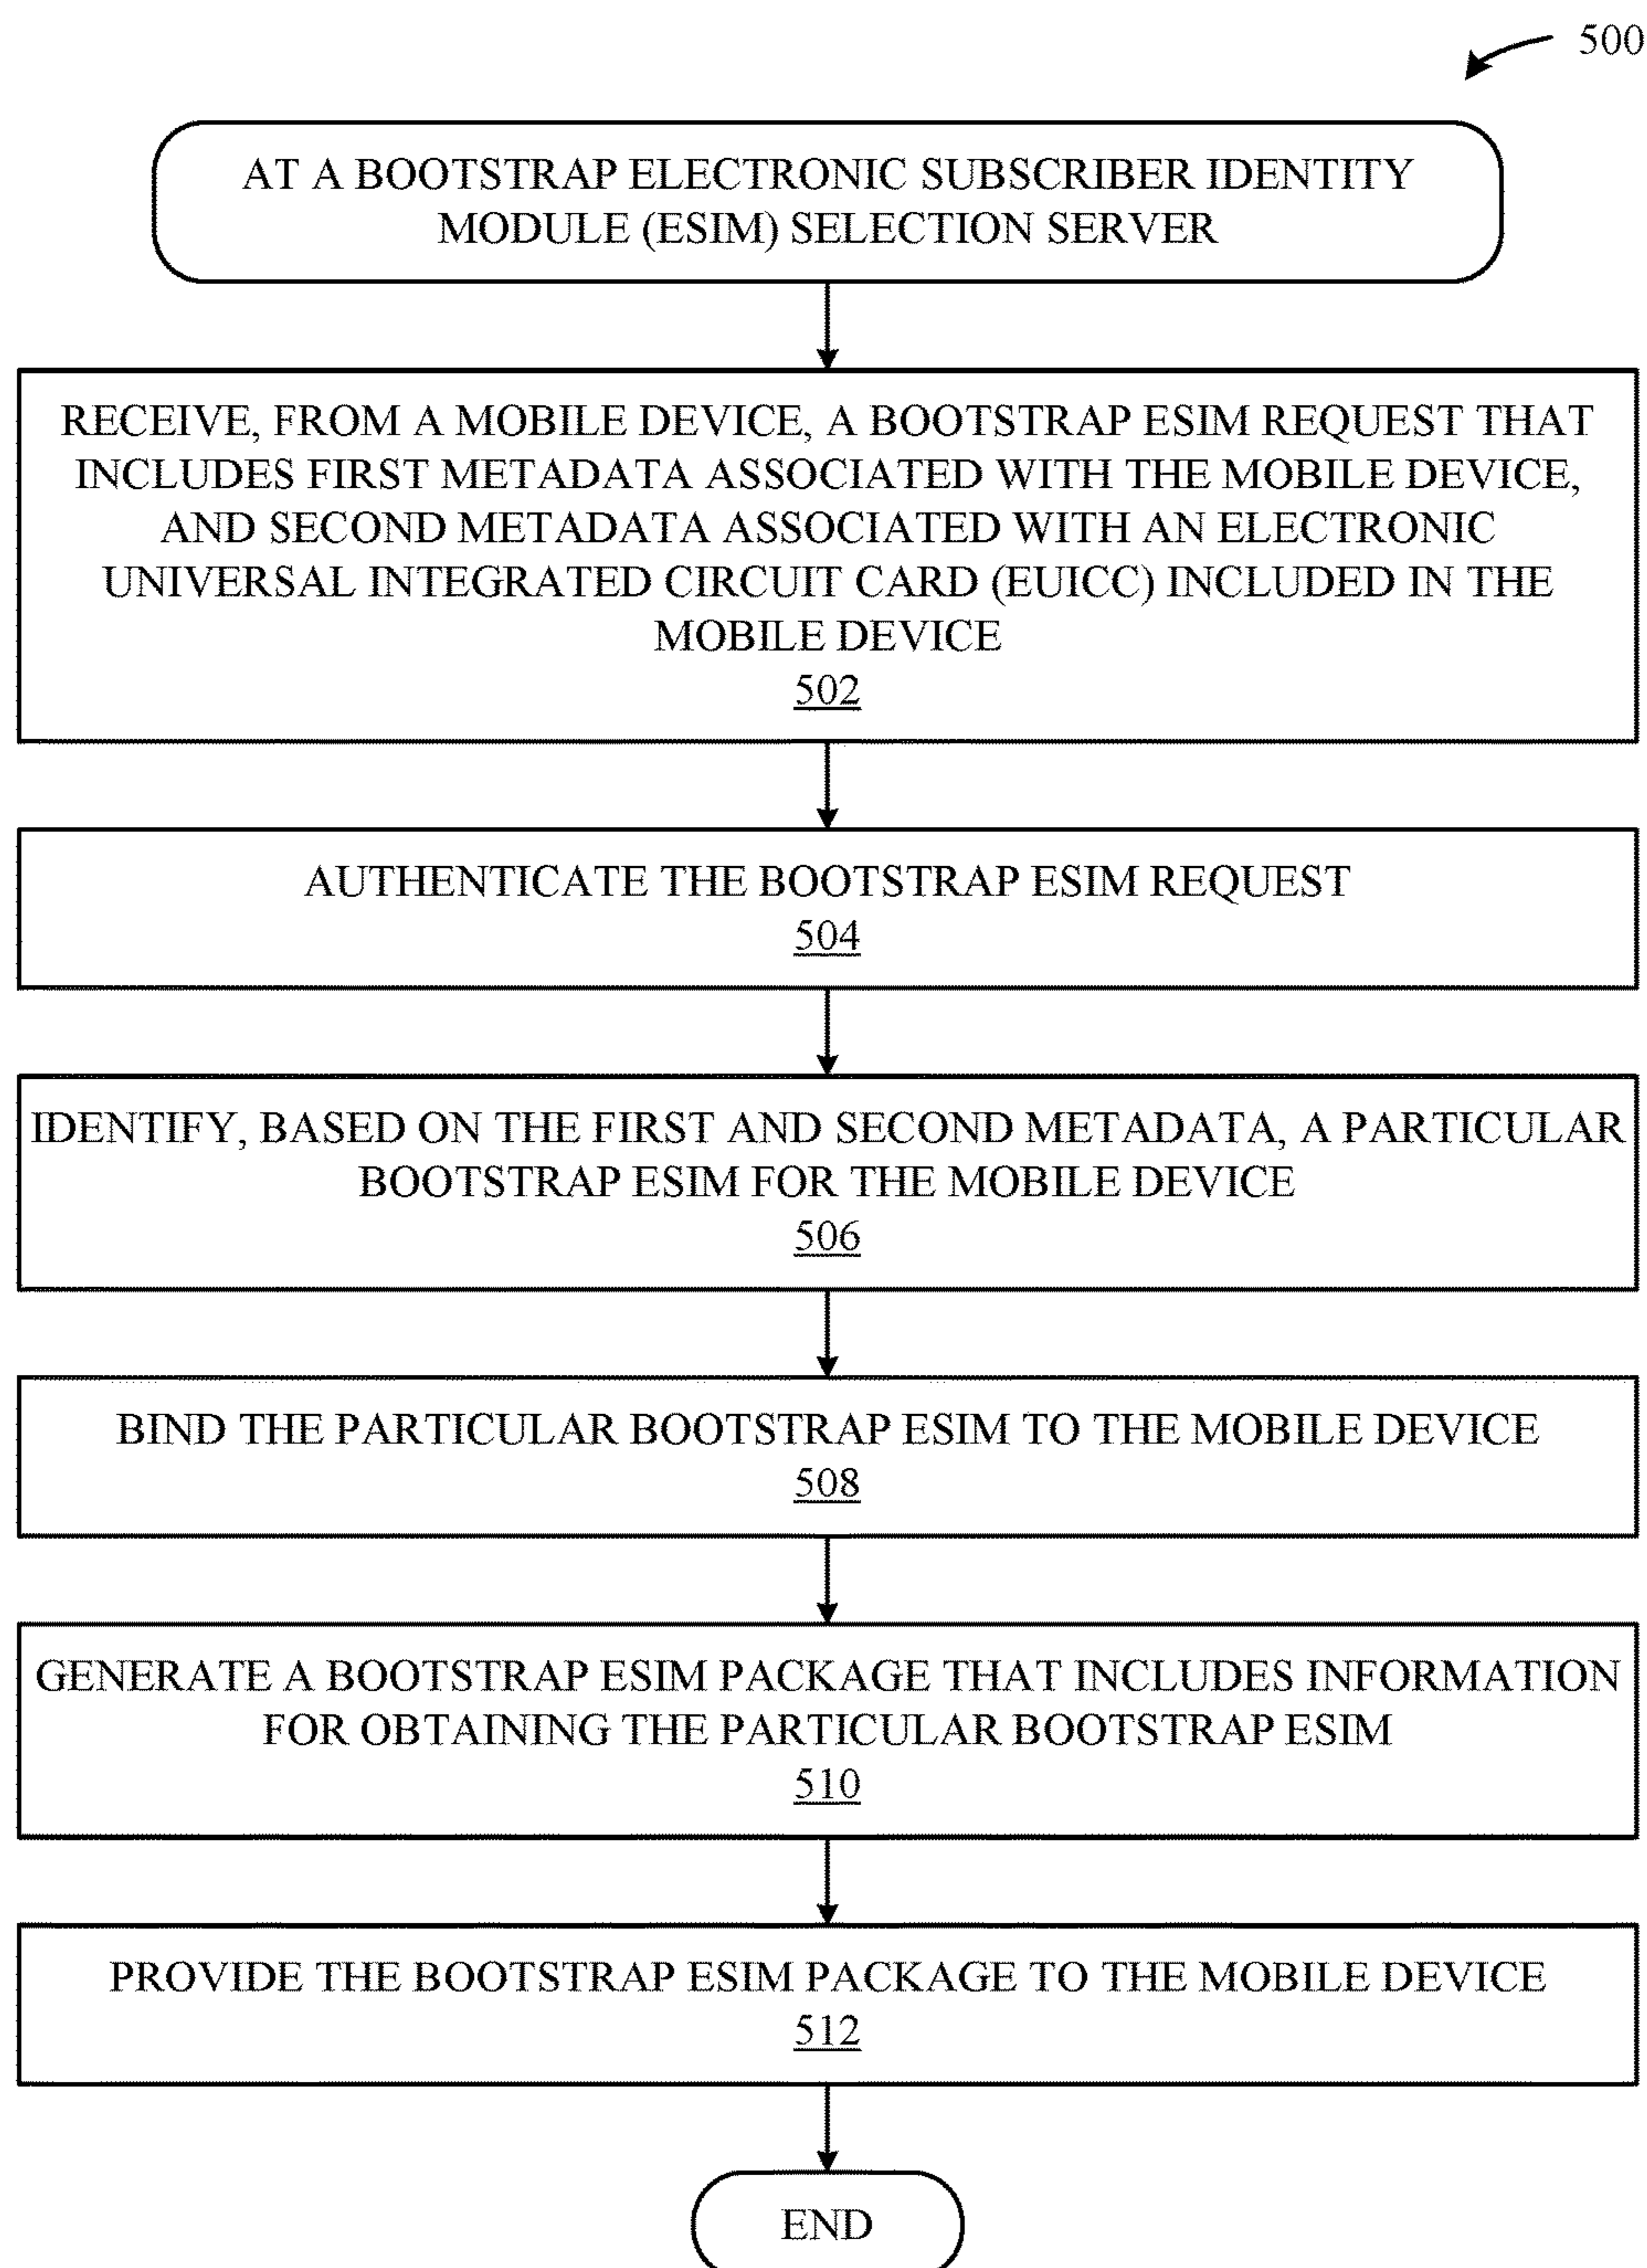 500
AT A BOOTSTRAP ELECTRONIC SUBSCRIBER IDENTITY
MODULE (ESIM) SELECTION SERVER
RECEIVE, FROM A MOBILE DEVICE, A BOOTSTRAP ESIM REQUEST THAT
INCLUDES FIRST METADATA ASSOCIATED WITH THE MOBILE DEVICE,
AND SECOND METADATA ASSOCIATED WITH AN ELECTRONIC
UNIVERSAL INTEGRATED CIRCUIT CARD (EUICC) INCLUDED IN THE
MOBILE DEVICE
502
AUTHENTICATE THE BOOTSTRAP ESIM REQUEST
504
IDENTIFY, BASED ON THE FIRST AND SECOND METADATA, A PARTICULAR
BOOTSTRAP ESIM FOR THE MOBILE DEVICE
506
BIND THE PARTICULAR BOOTSTRAP ESIM TO THE MOBILE DEVICE
508
GENERATE A BOOTSTRAP ESIM PACKAGE THAT INCLUDES INFORMATION
FOR OBTAINING THE PARTICULAR BOOTSTRAP ESIM
510
PROVIDE THE BOOTSTRAP ESIM PACKAGE TO THE MOBILE DEVICE
512
END